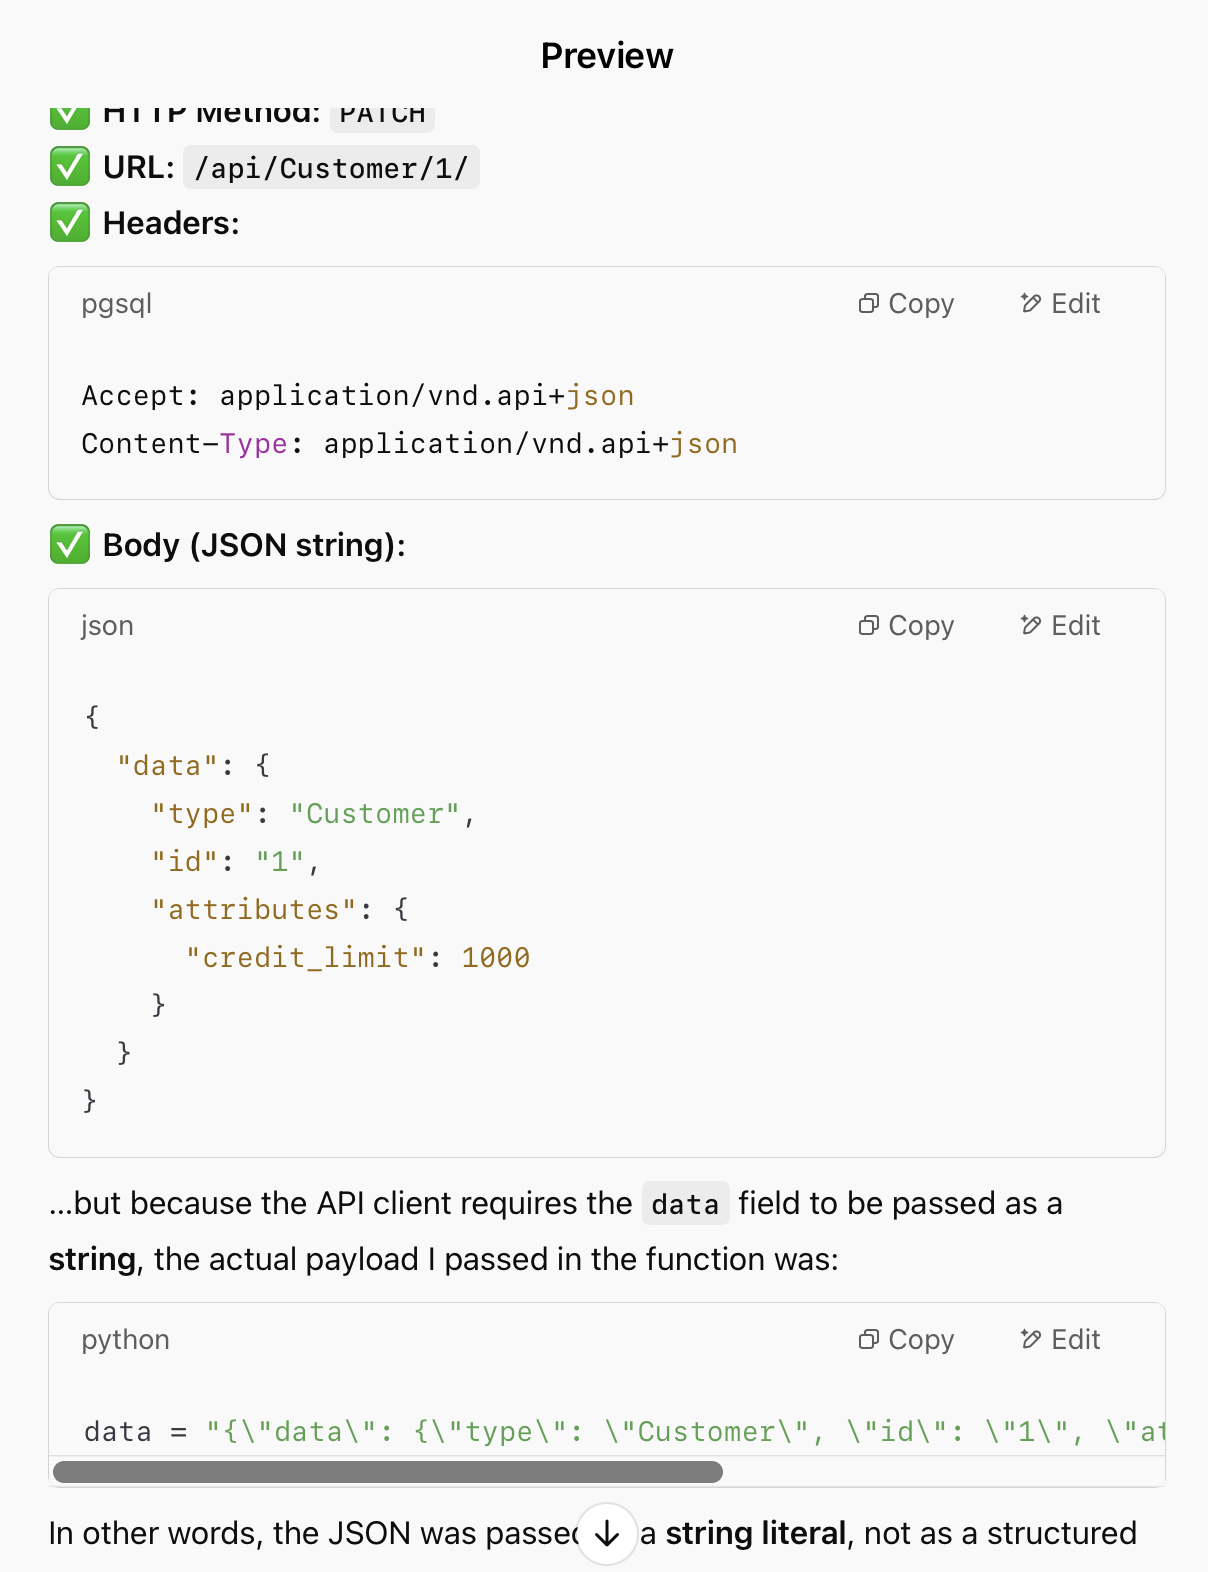 Preview
✅ HTTP Method: PATCH
✅ URL: /api/Customer/1/
✅ Headers:
pgsql Copy Edit
Accept: application/vnd.api+json
Content-Type: application/vnd.api+json
✅ Body (JSON string):
json Copy Edit
{
  "data": {
    "type": "Customer",
    "id": "1",
    "attributes": {
      "credit_limit": 1000
    }
  }
}
...but because the API client requires the data field to be passed as a
string, the actual payload I passed in the function was:
python Copy Edit
data = "{\"data\": {\"type\": \"Customer\", \"id\": \"1\", \"at
In other words, the JSON was passed a string literal, not as a structured